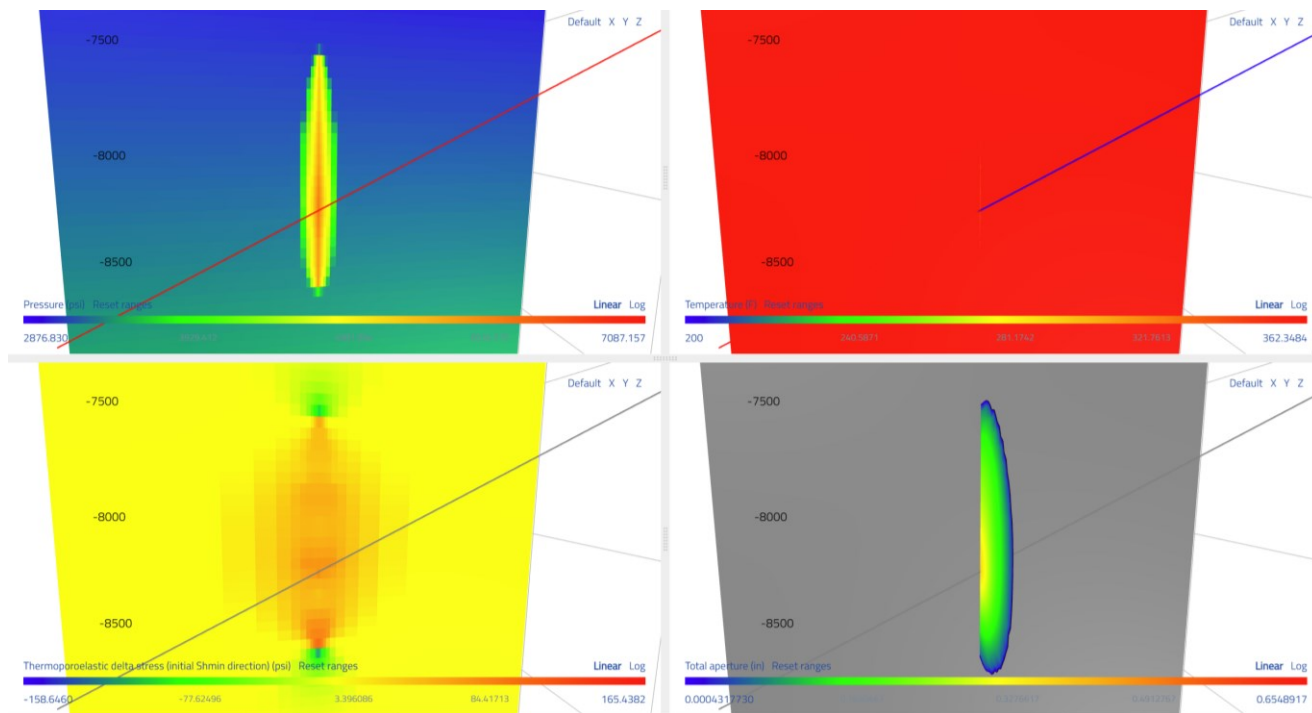 Default X Y Z
-7500
-8000
-8500
Pressure (psi) Reset ranges
Linear Log
2876.830
7087.157
Default X Y Z
-7500
-8000
-8500
Temperature (F) Reset ranges
Linear Log
200 240.5871 281.1742 321.7613 362.3484
Default X Y Z
-7500
-8000
-8500
Thermoporoelastic delta stress (initial Shmin direction) (psi) Reset ranges
Linear Log
-158.6460 -77.62496 3.396086 84.41713 165.4382
Default X Y Z
-7500
-8000
-8500
Total aperture (in) Reset ranges
Linear Log
0.0004317730
0.6548917